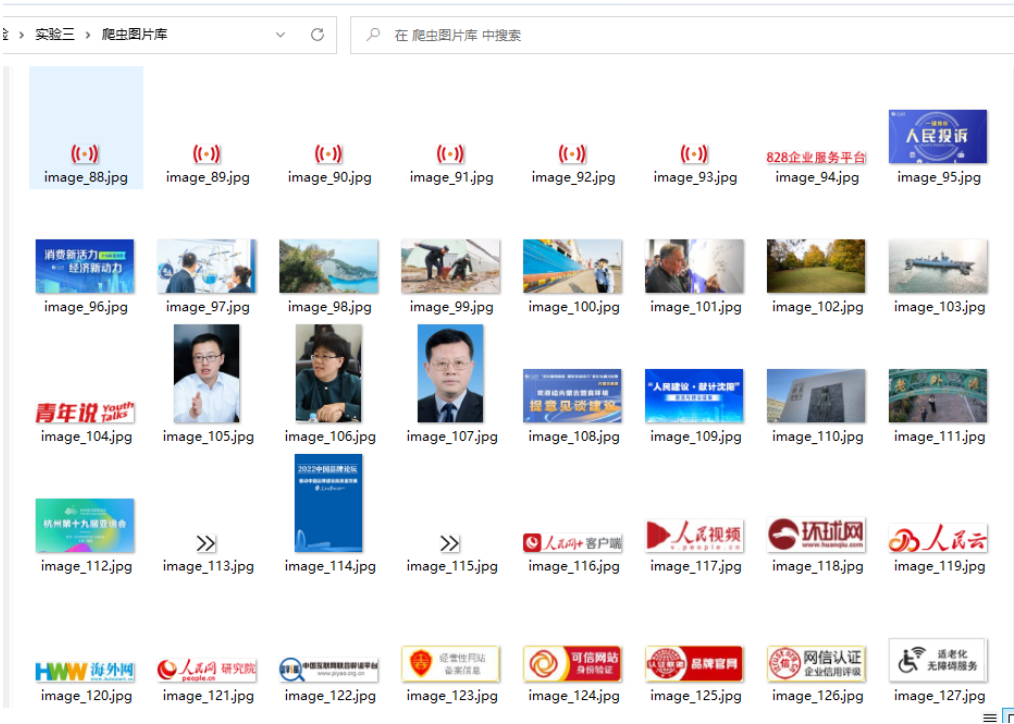 实验三 › 爬虫图片库
在 爬虫图片库 中搜索
828企业服务平台
人民投诉
image_88.jpg
image_89.jpg
image_90.jpg
image_91.jpg
image_92.jpg
image_93.jpg
image_94.jpg
image_95.jpg
消费新活力
经济新动力
image_96.jpg
image_97.jpg
image_98.jpg
image_99.jpg
image_100.jpg
image_101.jpg
image_102.jpg
image_103.jpg
青年说 Youth Talks
提意见谈建议
"人民建议·献计沈阳"
image_104.jpg
image_105.jpg
image_106.jpg
image_107.jpg
image_108.jpg
image_109.jpg
image_110.jpg
image_111.jpg
杭州第十九届亚运会
2022中国品牌论坛
人民网+客户端
人民视频
v.people.cn
环球网
www.huanqiu.com
人民云
image_112.jpg
image_113.jpg
image_114.jpg
image_115.jpg
image_116.jpg
image_117.jpg
image_118.jpg
image_119.jpg
HWW 海外网
人民网 研究院
people.cn
中国互联网联合辟谣平台
www.piyao.org.cn
经营性网站
备案信息
可信网站
身份验证
品牌官网
网信认证
企业信用评级
适老化
无障碍服务
image_120.jpg
image_121.jpg
image_122.jpg
image_123.jpg
image_124.jpg
image_125.jpg
image_126.jpg
image_127.jpg